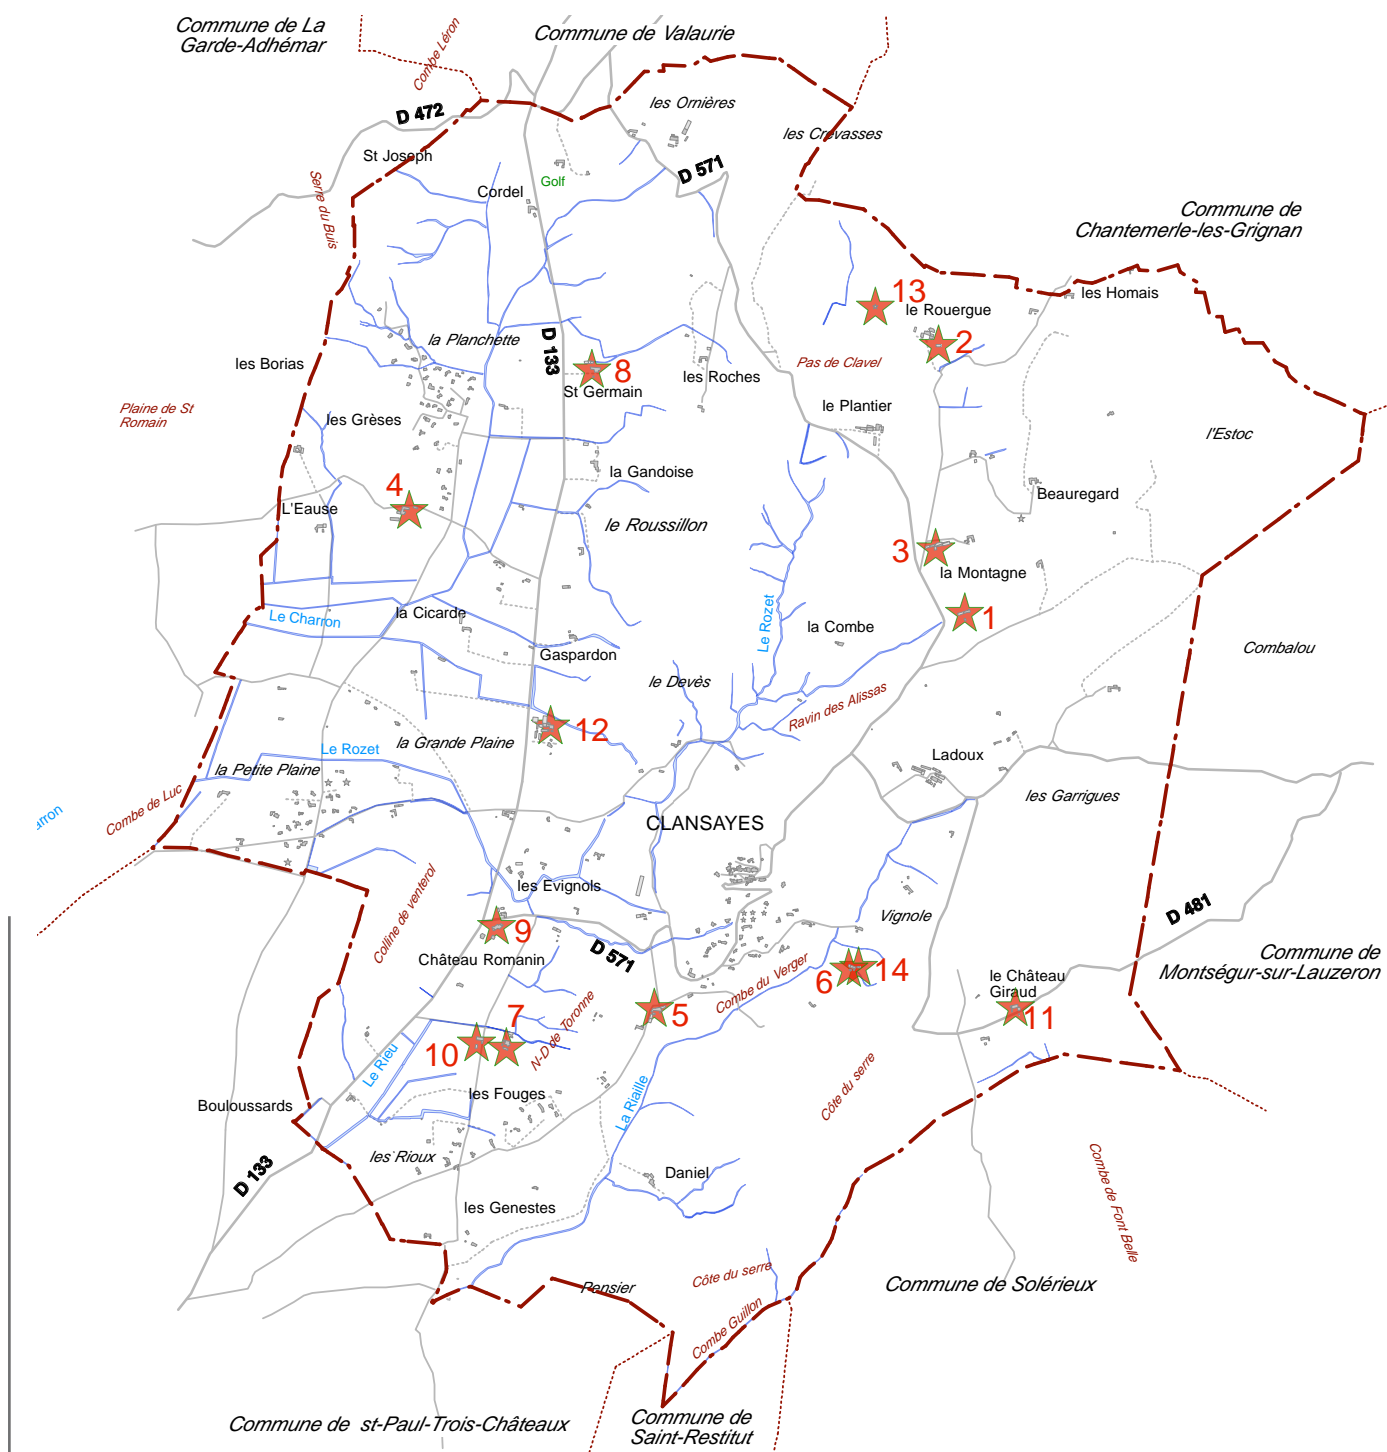 Commune de La
Garde-Adhémar
Combe Léron
Commune de Valaurie
D 472
les Ornières
les Crevasses
St Joseph
D 571
Serre du Buis
Cordel
Golf
Commune de
Chantemerle-les-Grignan
les Homais
13
le Rouergue
2
la Planchette
D 133
les Borias
8
St Germain
les Roches
Pas de Clavel
Plaine de St
Romain
les Grèses
le Plantier
l'Estoc
la Gandoise
4
L'Eause
Beauregard
le Roussillon
3
la Montagne
Le Charron
la Cicarde
Le Rozet
la Combe
1
Gaspardon
Combalou
le Devès
Ravin des Alissas
12
la Grande Plaine
Le Rozet
la Petite Plaine
Ladoux
les Garrigues
Combe de Luc
arron
CLANSAYES
Colline de venterol
les Evignols
Vignole
D 481
9
D 571
Château Romanin
Commune de
Montségur-sur-Lauzeron
Combe du Verger
6
14
le Château
Giraud
11
5
7
10
N-D de Toronne
Le Rieu
Côte du serre
La Riaille
Bouloussards
les Fouges
les Rioux
D 133
Daniel
Combe de Font Belle
les Genestes
Côte du serre
Pensier
Commune de Solérieux
Combe Guillon
Commune de st-Paul-Trois-Châteaux
Commune de
Saint-Restitut